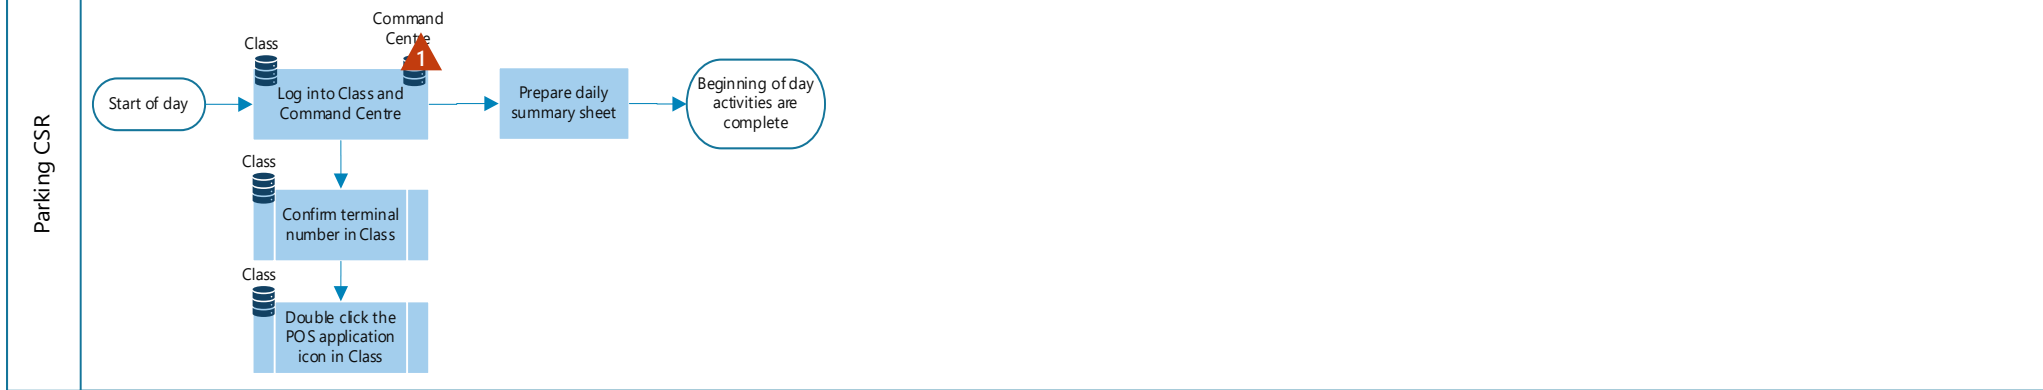 Parking CSR
Start of day
Class
Command
Centre
1
Log into Class and
Command Centre
Prepare daily
summary sheet
Beginning of day
activities are
complete
Class
Confirm terminal
number in Class
Class
Double click the
POS application
icon in Class